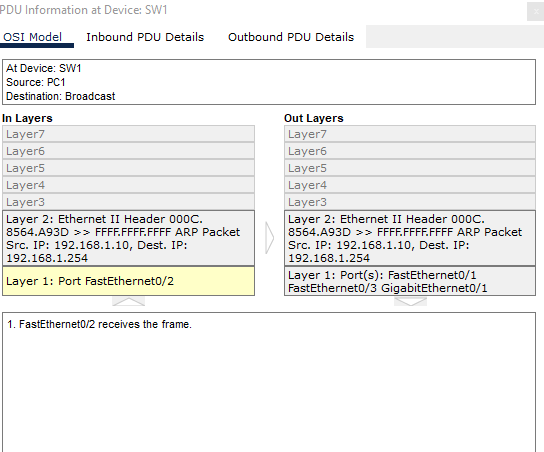 PDU Information at Device: SW1
OSI Model Inbound PDU Details Outbound PDU Details
At Device: SW1
Source: PC1
Destination: Broadcast
In Layers
Layer7
Layer6
Layer5
Layer4
Layer3
Layer 2: Ethernet II Header 000C.
8564.A93D >> FFFF.FFFF.FFFF ARP Packet
Src. IP: 192.168.1.10, Dest. IP:
192.168.1.254
Layer 1: Port FastEthernet0/2
Out Layers
Layer7
Layer6
Layer5
Layer4
Layer3
Layer 2: Ethernet II Header 000C.
8564.A93D >> FFFF.FFFF.FFFF ARP Packet
Src. IP: 192.168.1.10, Dest. IP:
192.168.1.254
Layer 1: Port(s): FastEthernet0/1
FastEthernet0/3 GigabitEthernet0/1
1. FastEthernet0/2 receives the frame.